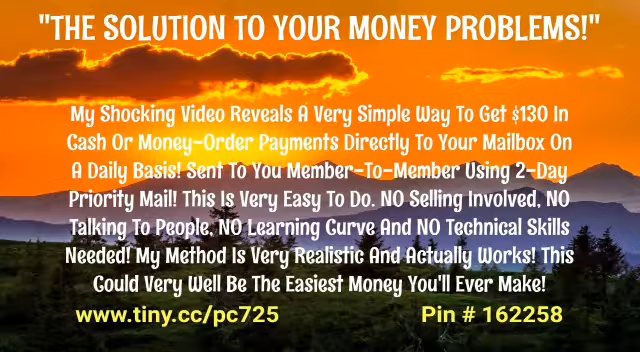 "THE SOLUTION TO YOUR MONEY PROBLEMS!"
My Shocking Video Reveals A Very Simple Way To Get $130 In
Cash Or Money-Order Payments Directly To Your Mailbox On
A Daily Basis! Sent To You Member-To-Member Using 2-Day
Priority Mail! This Is Very Easy To Do. NO Selling Involved, NO
Talking To People, NO Learning Curve And NO Technical Skills
Needed! My Method Is Very Realistic And Actually Works! This
Could Very Well Be The Easiest Money You'll Ever Make!
www.tiny.cc/pc725 Pin # 162258